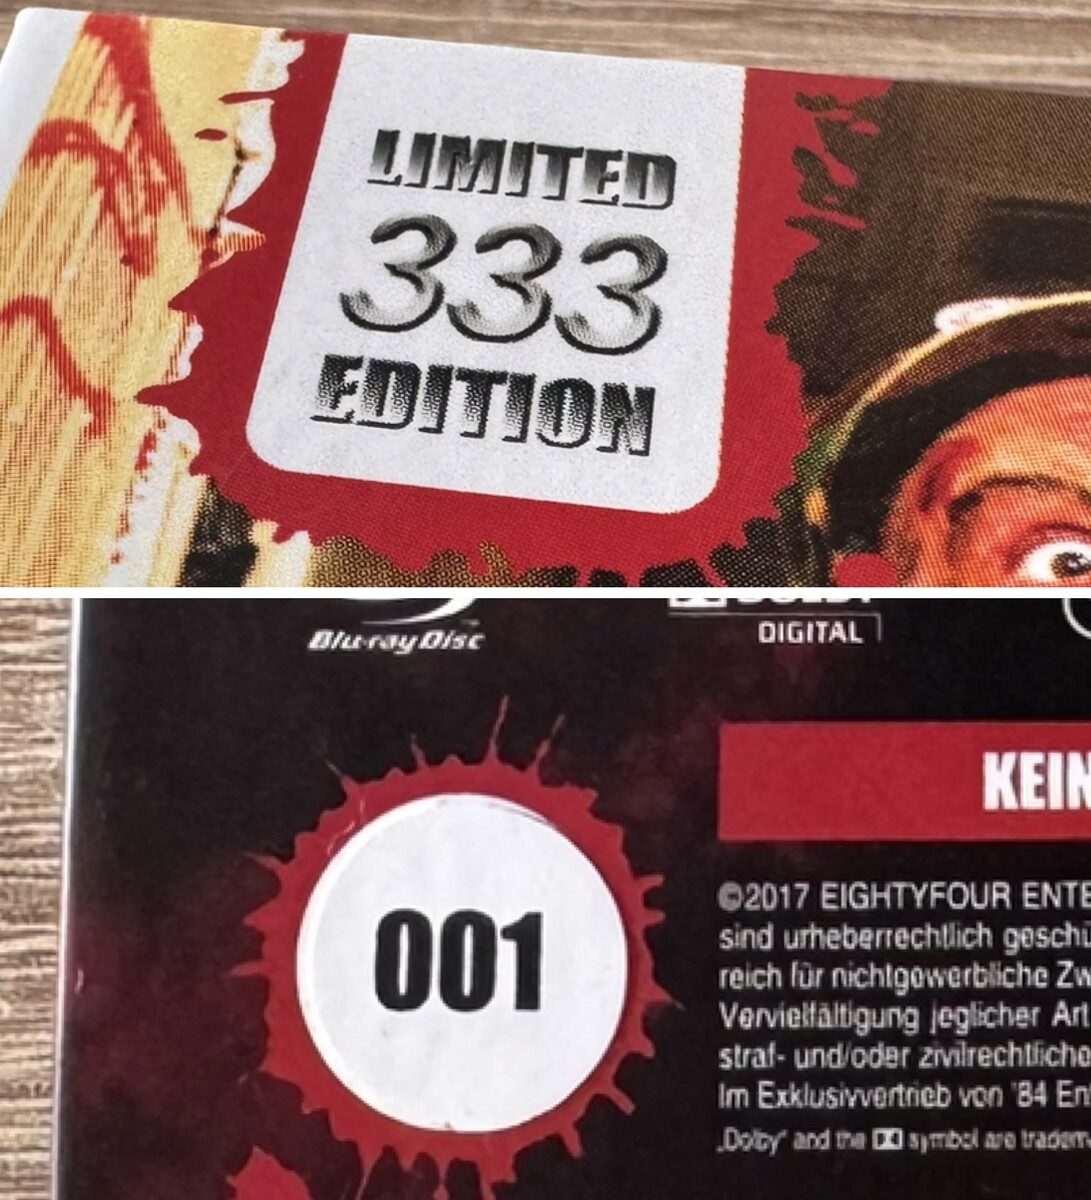 LIMITED
333
EDITION
Blu-ray Disc
DIGITAL
KEIN
001
©2017 EIGHTYFOUR ENTE
sind urheberrechtlich geschü
reich für nichtgewerbliche Zw
Vervielfältigung jeglicher Art
straf- und/oder zivilrechtliche
Im Exklusivvertrieb von '84 En
„Dolby“ and the symbol are tradem